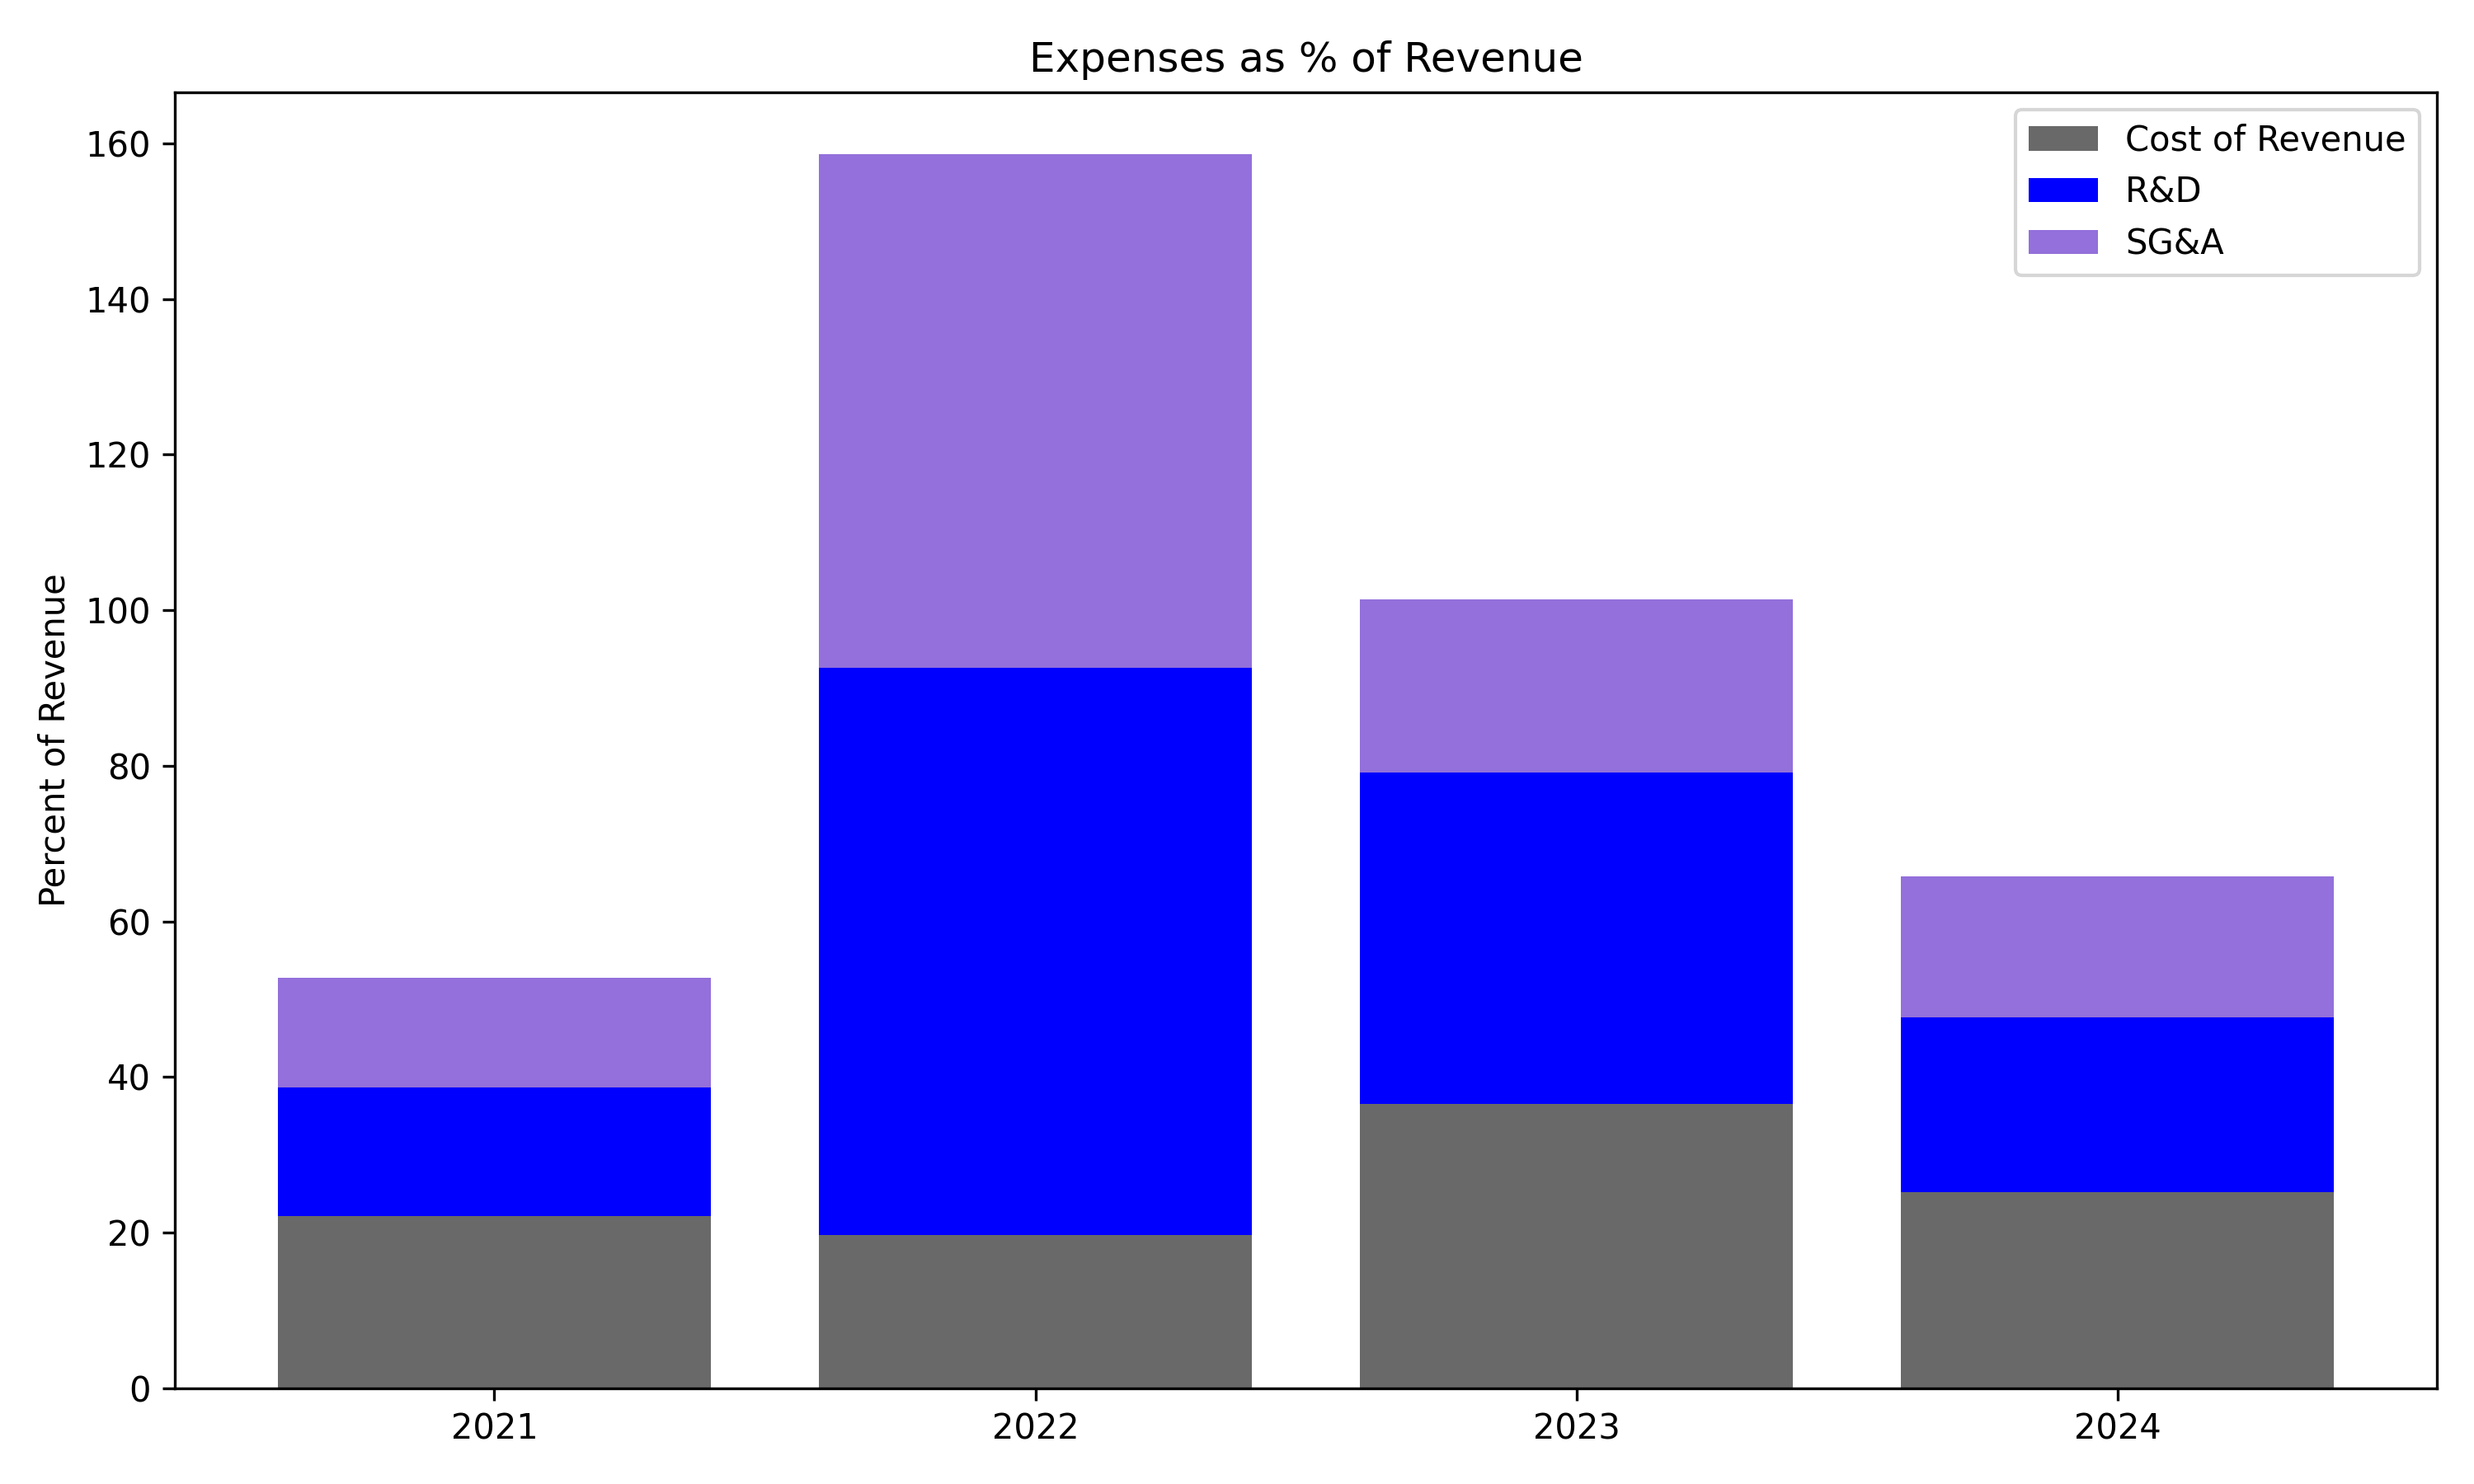 Expenses as % of Revenue
Percent of Revenue
160
140
120
100
80
60
40
20
0
2021
2022
2023
2024
Cost of Revenue
R&D
SG&A